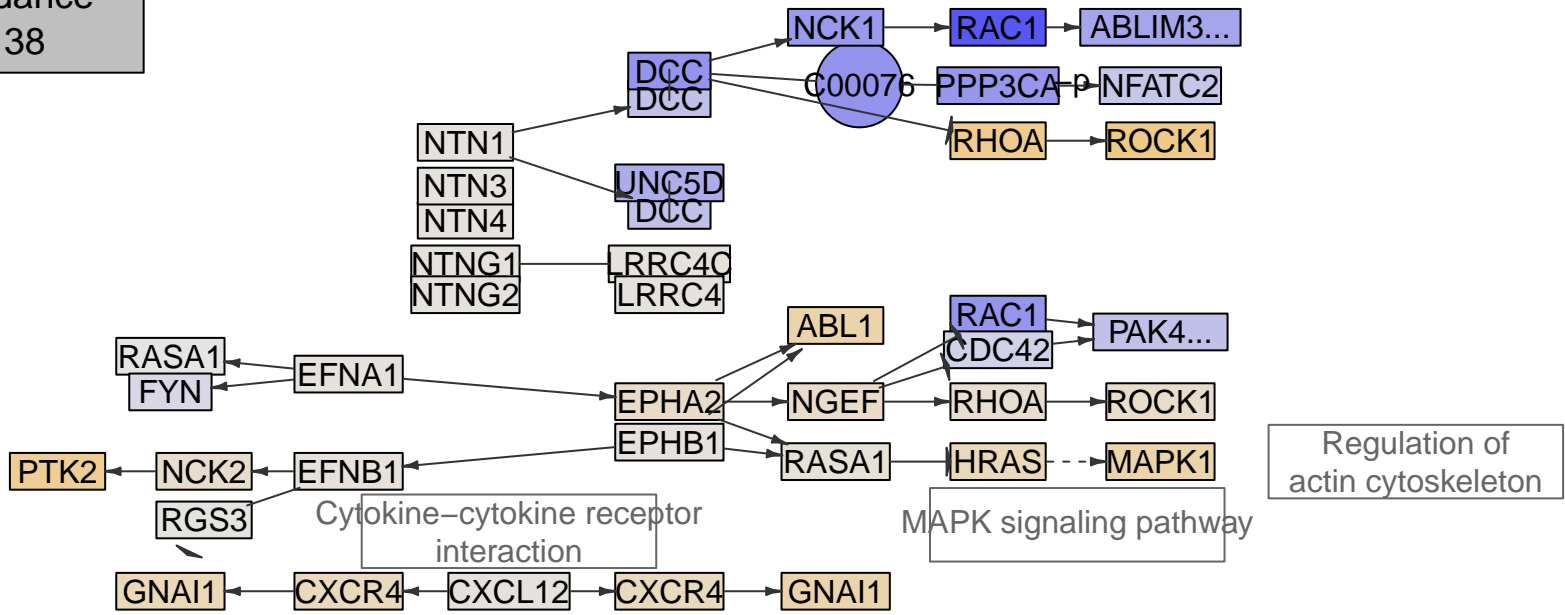 38
NCK1 RAC1 ABLIM3...
DCC
DCC
C00076 PPP3CA +p NFATC2
NTN1 RHOA ROCK1
NTN3 UNC5D
NTN4 DCC
NTNG1 LRRC4C
NTNG2 LRRC4
ABL1 RAC1 PAK4...
RASA1 CDC42
FYN EFNA1
EPHA2 NGEF RHOA ROCK1
EPHB1
PTK2 NCK2 EFNB1 RASA1 HRAS MAPK1
Regulation of
actin cytoskeleton
RGS3
Cytokine−cytokine receptor
interaction
MAPK signaling pathway
GNAI1 CXCR4 CXCL12 CXCR4 GNAI1